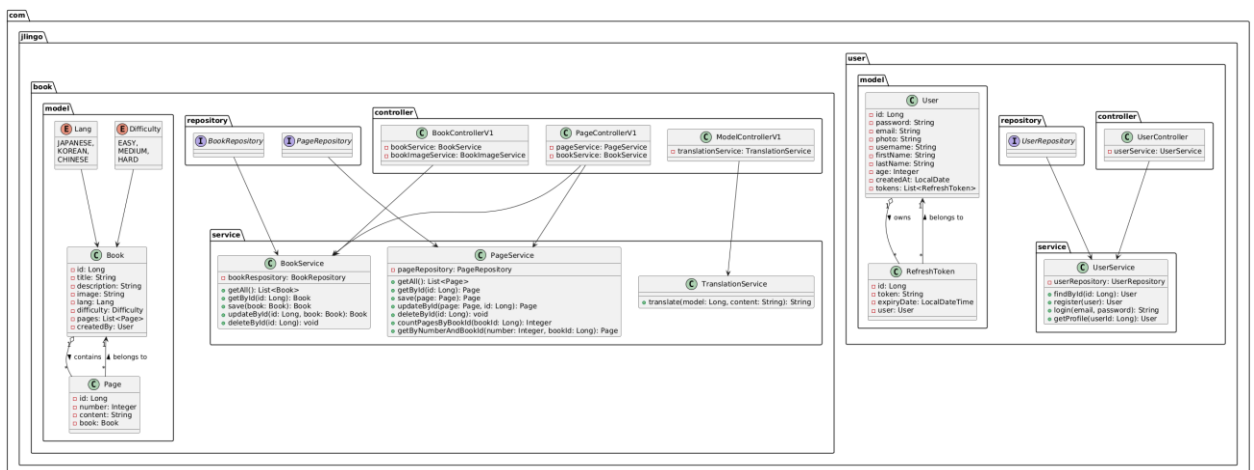 com
jlingo
book
model
E Lang
JAPANESE,
KOREAN,
CHINESE
E Difficulty
EASY,
MEDIUM,
HARD
C Book
id: Long
title: String
description: String
image: String
lang: Lang
difficulty: Difficulty
pages: List<Page>
createdBy: User
1
1
contains
belongs to
*
*
C Page
id: Long
number: Integer
content: String
book: Book
repository
I BookRepository
I PageRepository
controller
C BookControllerV1
bookService: BookService
bookImageService: BookImageService
C PageControllerV1
pageService: PageService
bookService: BookService
C ModelControllerV1
translationService: TranslationService
service
C BookService
bookRespository: BookRepository
getAll(): List<Book>
getById(id: Long): Book
save(book: Book): Book
updateById(id: Long, book: Book): Book
deleteById(id: Long): void
C PageService
pageRepository: PageRepository
getAll(): List<Page>
getById(id: Long): Page
save(page: Page): Page
updateById(page: Page, id: Long): Page
deleteById(id: Long): void
countPagesByBookId(bookId: Long): Integer
getByNumberAndBookId(number: Integer, bookId: Long): Page
C TranslationService
translate(model: Long, content: String): String
user
model
C User
id: Long
password: String
email: String
photo: String
username: String
firstName: String
lastName: String
age: Integer
createdAt: LocalDate
tokens: List<RefreshToken>
1
1
owns
belongs to
*
*
C RefreshToken
id: Long
token: String
expiryDate: LocalDateTime
user: User
repository
I UserRepository
controller
C UserController
userService: UserService
service
C UserService
userRepository: UserRepository
findById(id: Long): User
register(user): User
login(email, password): String
getProfile(userId: Long): User